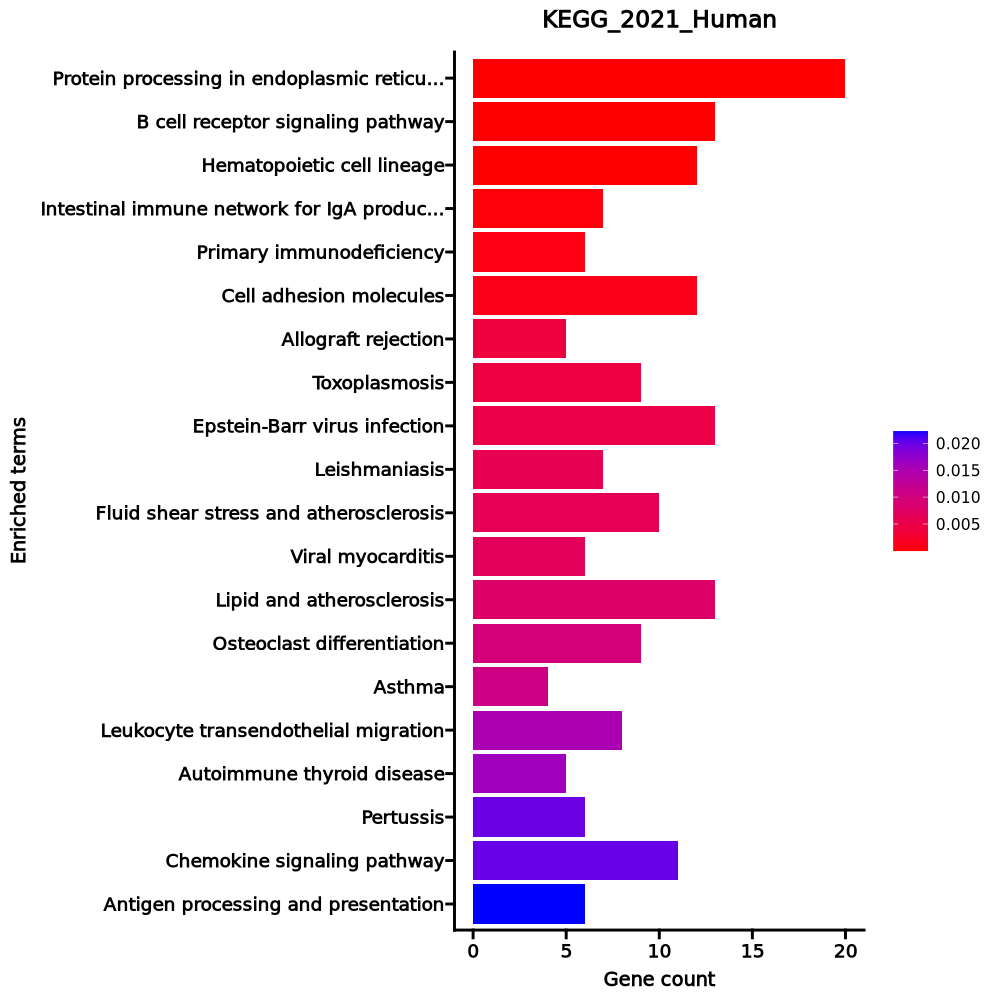 KEGG_2021_Human
Protein processing in endoplasmic reticu...
B cell receptor signaling pathway
Hematopoietic cell lineage
Intestinal immune network for IgA produc...
Primary immunodeficiency
Cell adhesion molecules
Allograft rejection
Toxoplasmosis
Epstein-Barr virus infection
Leishmaniasis
Fluid shear stress and atherosclerosis
Viral myocarditis
Lipid and atherosclerosis
Osteoclast differentiation
Asthma
Leukocyte transendothelial migration
Autoimmune thyroid disease
Pertussis
Chemokine signaling pathway
Antigen processing and presentation
Enriched terms
0 5 10 15 20
Gene count
0.020
0.015
0.010
0.005